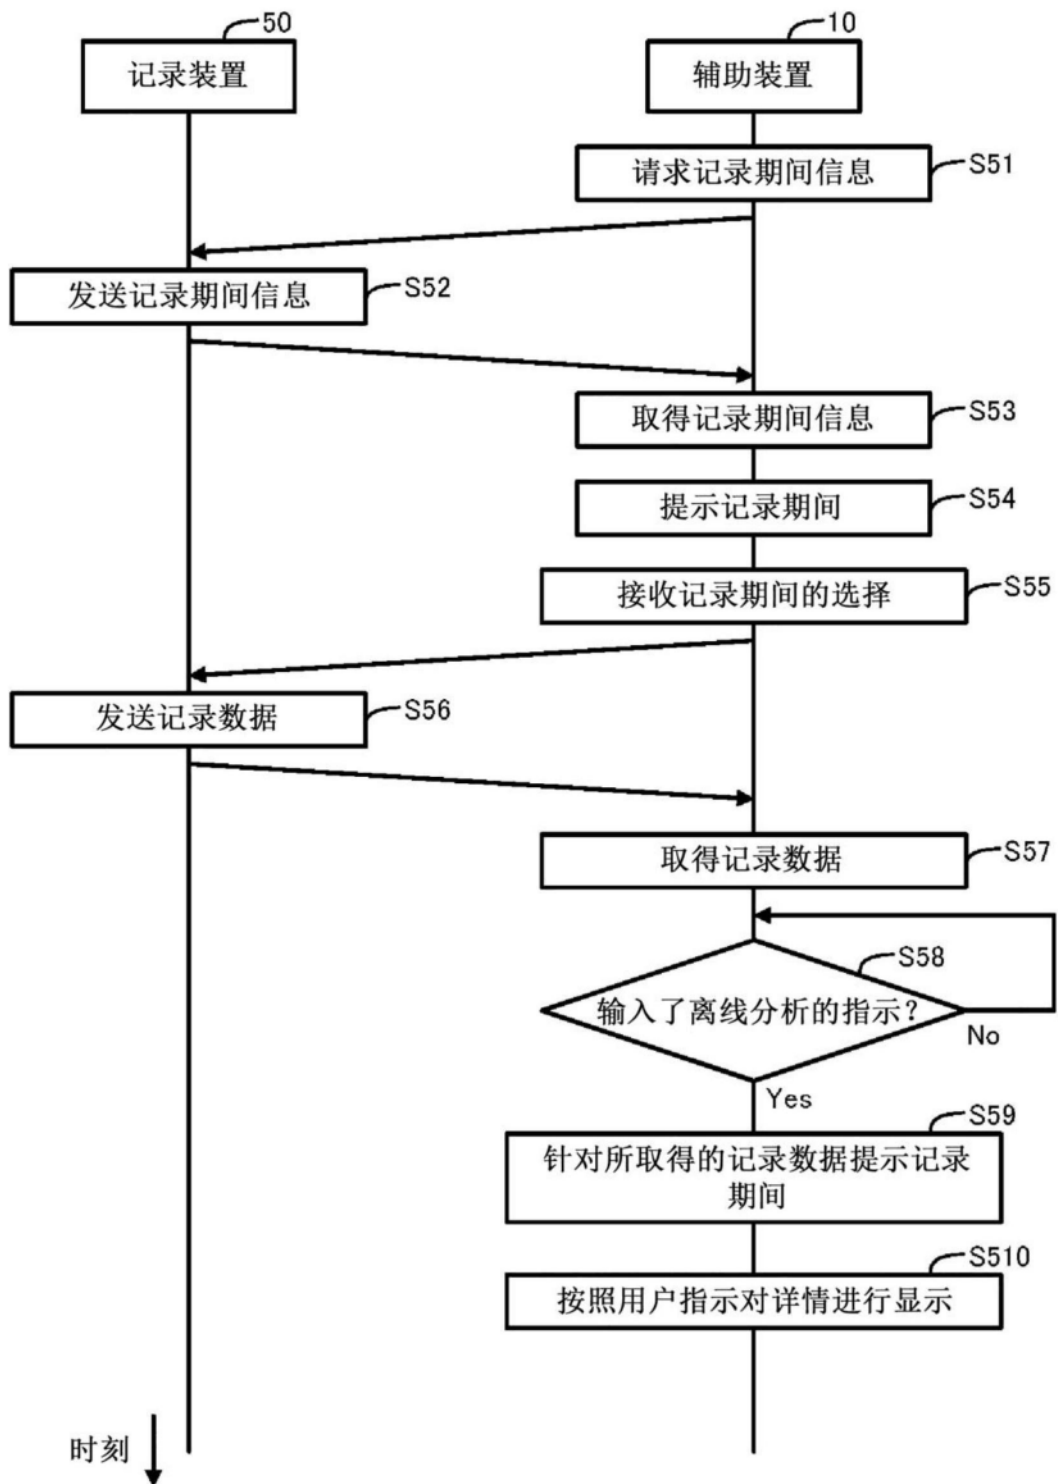 50
10
记录装置
辅助装置
请求记录期间信息
S51
发送记录期间信息
S52
取得记录期间信息
S53
提示记录期间
S54
接收记录期间的选择
S55
发送记录数据
S56
取得记录数据
S57
S58
输入了离线分析的指示?
No
Yes
S59
针对所取得的记录数据提示记录
期间
S510
按照用户指示对详情进行显示
时刻